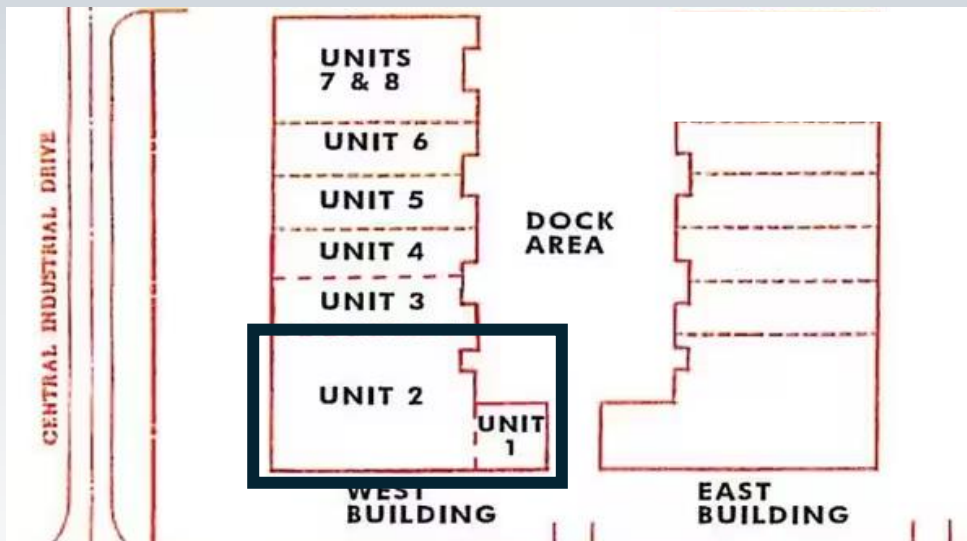 UNITS
7 & 8
UNIT 6
UNIT 5
UNIT 4
UNIT 3
UNIT 2
UNIT
1
DOCK
AREA
CENTRAL INDUSTRIAL DRIVE
WEST
BUILDING
EAST
BUILDING